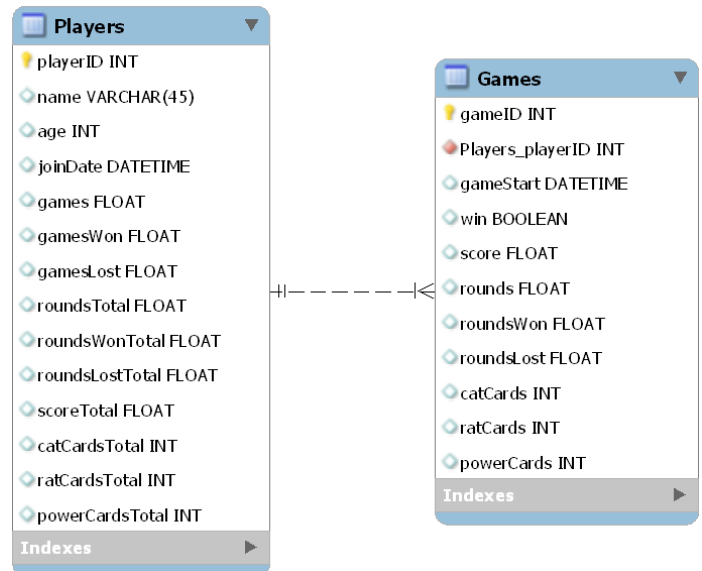 Players
playerID INT
name VARCHAR(45)
age INT
joinDate DATETIME
games FLOAT
gamesWon FLOAT
gamesLost FLOAT
roundsTotal FLOAT
roundsWonTotal FLOAT
roundsLostTotal FLOAT
scoreTotal FLOAT
catCardsTotal INT
ratCardsTotal INT
powerCardsTotal INT
Indexes
Games
gameID INT
Players_playerID INT
gameStart DATETIME
win BOOLEAN
score FLOAT
rounds FLOAT
roundsWon FLOAT
roundsLost FLOAT
catCards INT
ratCards INT
powerCards INT
Indexes